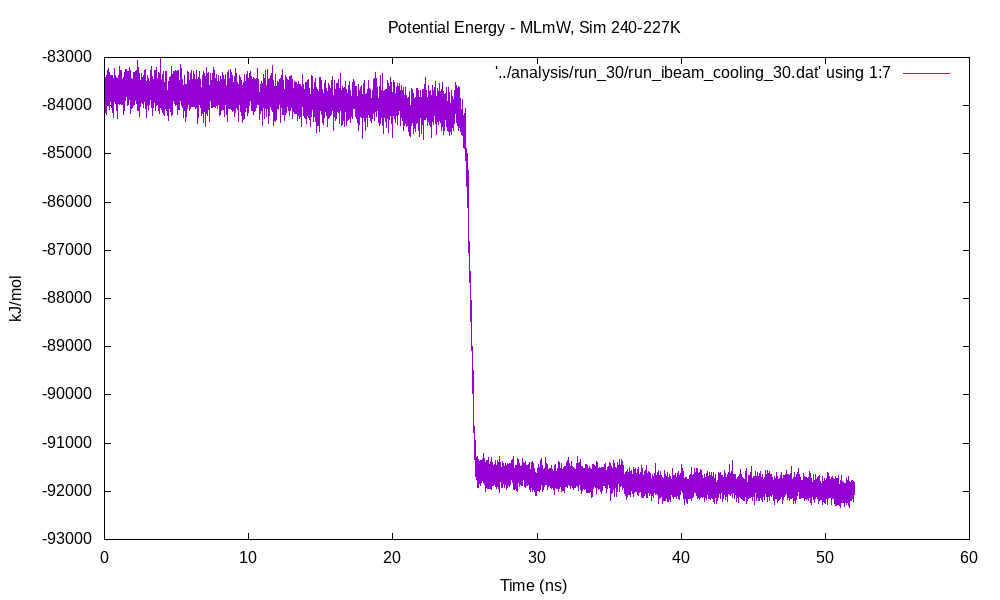 Potential Energy - MLmW, Sim 240-227K
'../analysis/run_30/run_ibeam_cooling_30.dat' using 1:7
-83000
-84000
-85000
-86000
-87000
-88000
-89000
-90000
-91000
-92000
-93000
kJ/mol
0 10 20 30 40 50 60
Time (ns)